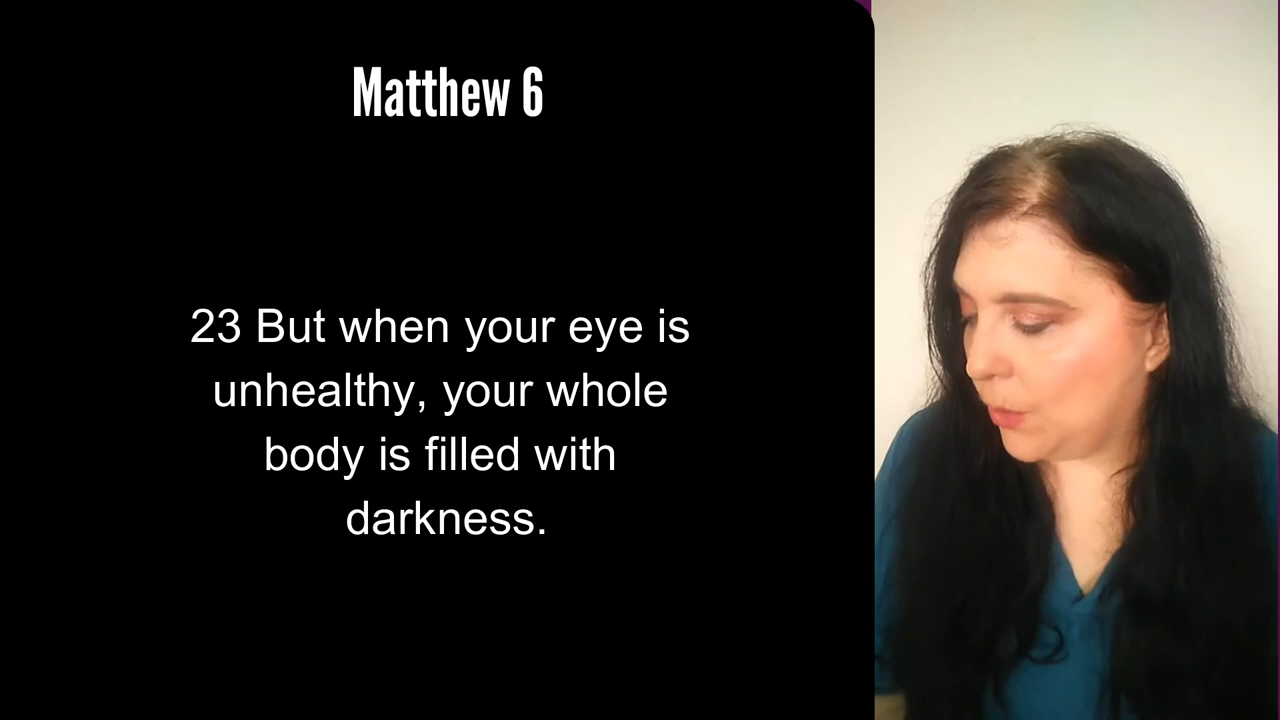 Matthew 6
23 But when your eye is
unhealthy, your whole
body is filled with
darkness.